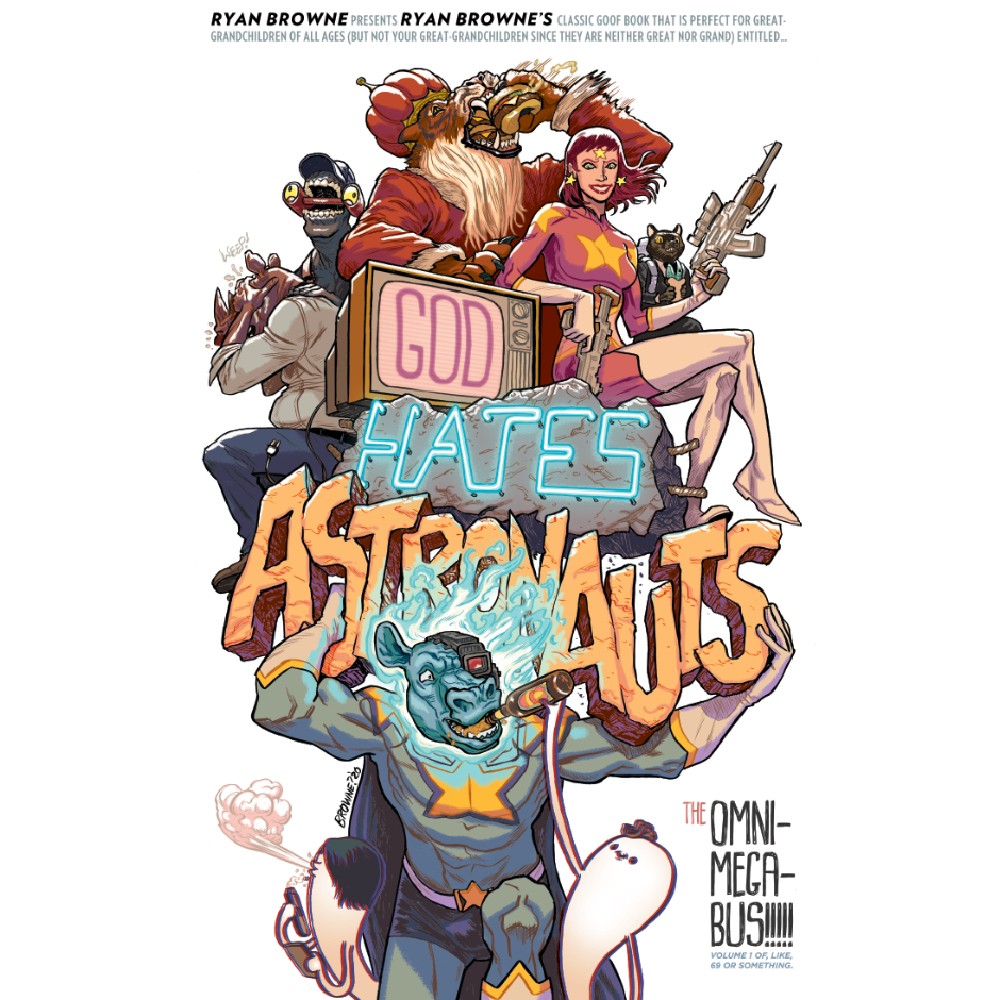 RYAN BROWNE PRESENTS RYAN BROWNE'S CLASSIC GOOF BOOK THAT IS PERFECT FOR GREAT-
GRANDCHILDREN OF ALL AGES (BUT NOT YOUR GREAT-GRANDCHILDREN SINCE THEY ARE NEITHER GREAT NOR GRAND) ENTITLED...
GOD
HATES
ASTRONAUTS
BROWNE '20
THE OMNI-
MEGA-
BUS!!!!!
VOLUME 1 OF, LIKE,
69 OR SOMETHING.